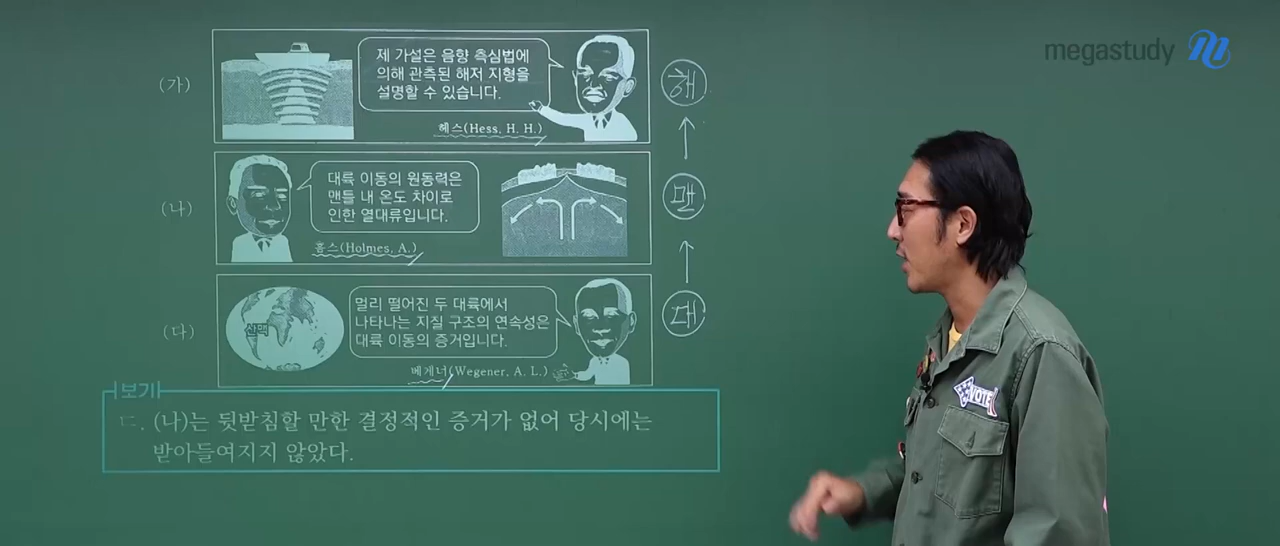 megastudy
(가)
제 가설은 음향 측심법에
의해 관측된 해저 지형을
설명할 수 있습니다.
헤스(Hess, H. H.)
해
(나)
대륙 이동의 원동력은
맨틀 내 온도 차이로
인한 열대류입니다.
홈스(Holmes, A.)
맨
(다)
산맥
멀리 떨어진 두 대륙에서
나타나는 지질 구조의 연속성은
대륙 이동의 증거입니다.
베게너(Wegener, A. L.)
대
보기
ㄷ. (나)는 뒷받침할 만한 결정적인 증거가 없어 당시에는
받아들여지지 않았다.
VOTE